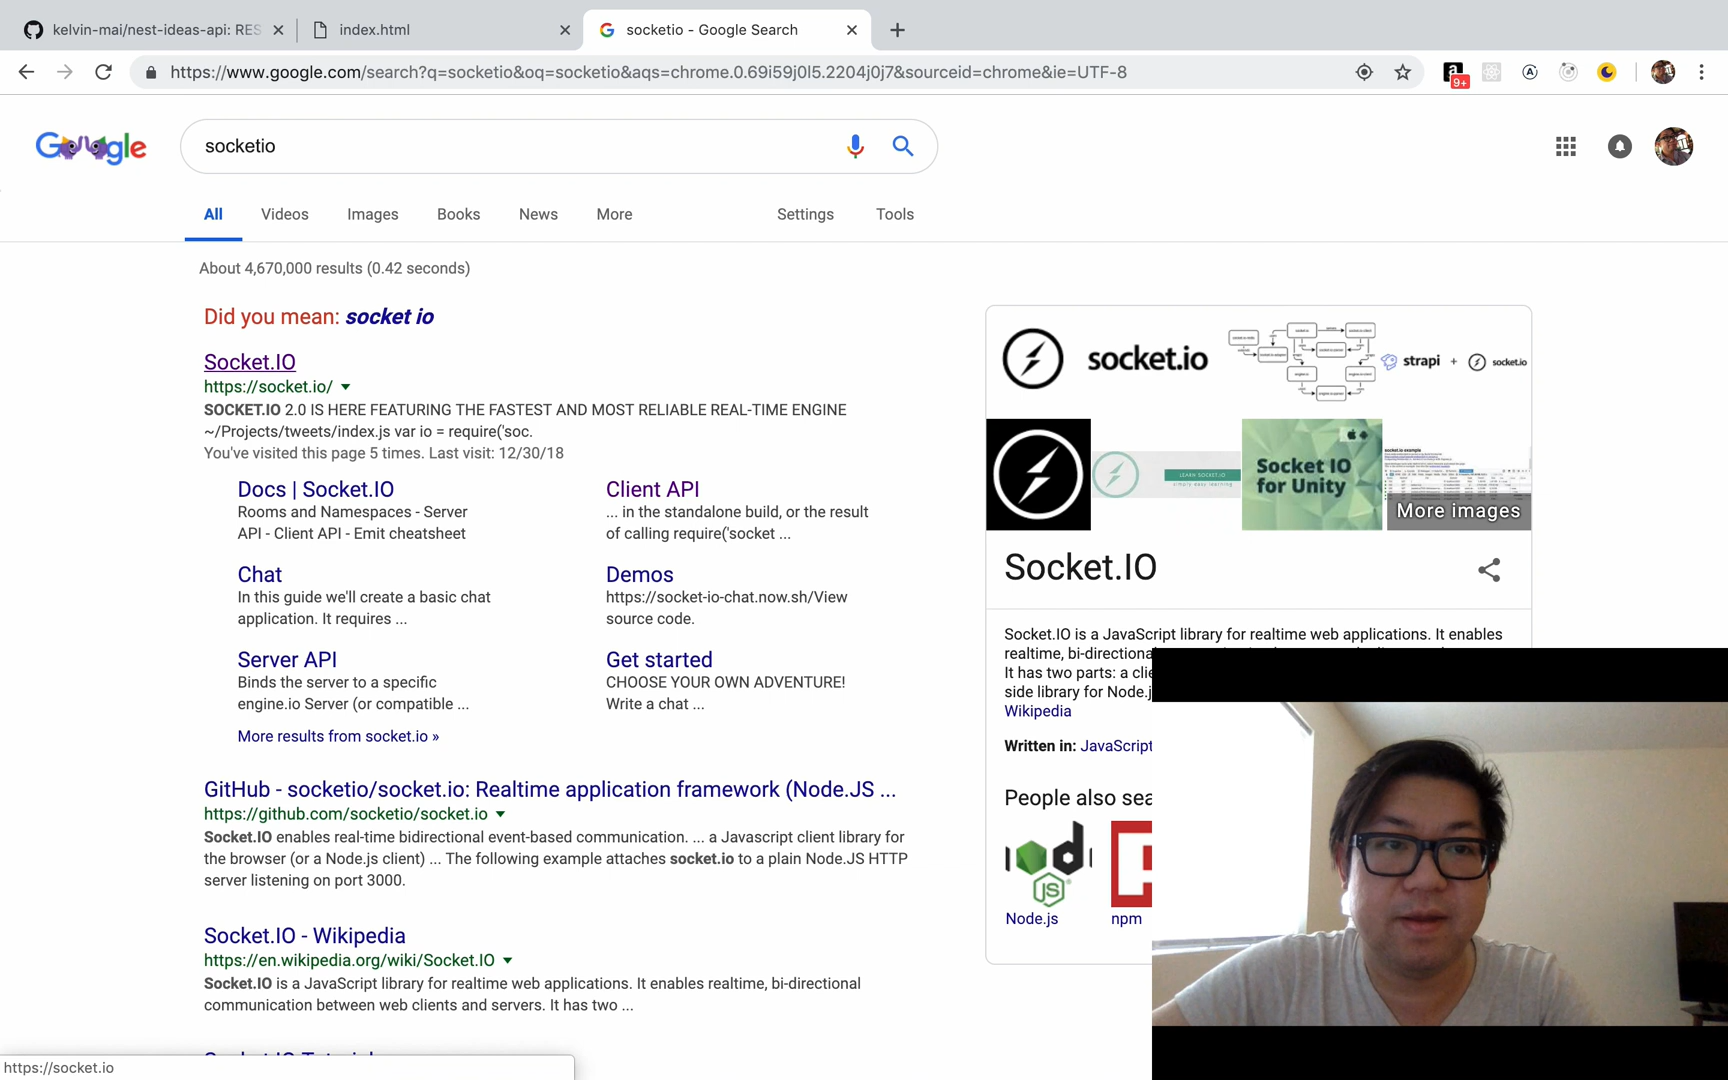 kelvin-mai/nest-ideas-api: RES
index.html
socketio - Google Search
https://www.google.com/search?q=socketio&oq=socketio&aqs=chrome.0.69i59j0l5.2204j0j7&sourceid=chrome&ie=UTF-8
9+
Google
socketio
All
Videos
Images
Books
News
More
Settings
Tools
About 4,670,000 results (0.42 seconds)
Did you mean: socket io
Socket.IO
https://socket.io/
SOCKET.IO 2.0 IS HERE FEATURING THE FASTEST AND MOST RELIABLE REAL-TIME ENGINE
~/Projects/tweets/index.js var io = require('soc.
You've visited this page 5 times. Last visit: 12/30/18
Docs | Socket.IO
Rooms and Namespaces - Server
API - Client API - Emit cheatsheet
Client API
... in the standalone build, or the result
of calling require('socket ...
Chat
In this guide we'll create a basic chat
application. It requires ...
Demos
https://socket-io-chat.now.sh/View
source code.
Server API
Binds the server to a specific
engine.io Server (or compatible ...
Get started
CHOOSE YOUR OWN ADVENTURE!
Write a chat ...
More results from socket.io »
GitHub - socketio/socket.io: Realtime application framework (Node.JS ...
https://github.com/socketio/socket.io
Socket.IO enables real-time bidirectional event-based communication. ... a Javascript client library for
the browser (or a Node.js client) ... The following example attaches socket.io to a plain Node.JS HTTP
server listening on port 3000.
Socket.IO - Wikipedia
https://en.wikipedia.org/wiki/Socket.IO
Socket.IO is a JavaScript library for realtime web applications. It enables realtime, bi-directional
communication between web clients and servers. It has two ...
socket.io
strapi + socket.io
LEARN SOCKET.IO
simply easy learning
Socket IO
for Unity
More images
Socket.IO
Socket.IO is a JavaScript library for realtime web applications. It enables
realtime, bi-directiona
It has two parts: a clie
side library for Node.j
Wikipedia
Written in: JavaScript
People also sea
Node.js
npm
https://socket.io